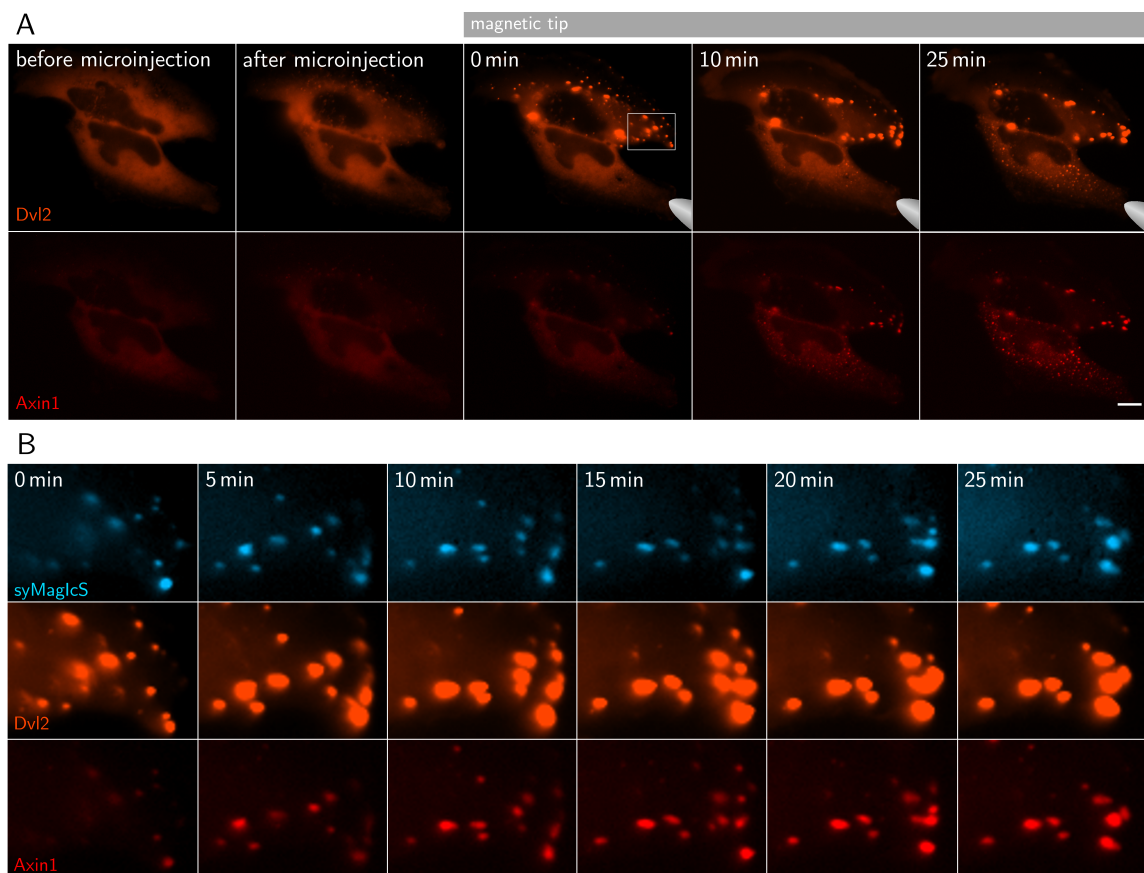 A
magnetic tip
before microinjection
after microinjection
0 min
10 min
25 min
Dvl2
Axin1
B
0 min
5 min
10 min
15 min
20 min
25 min
syMagIcS
Dvl2
Axin1